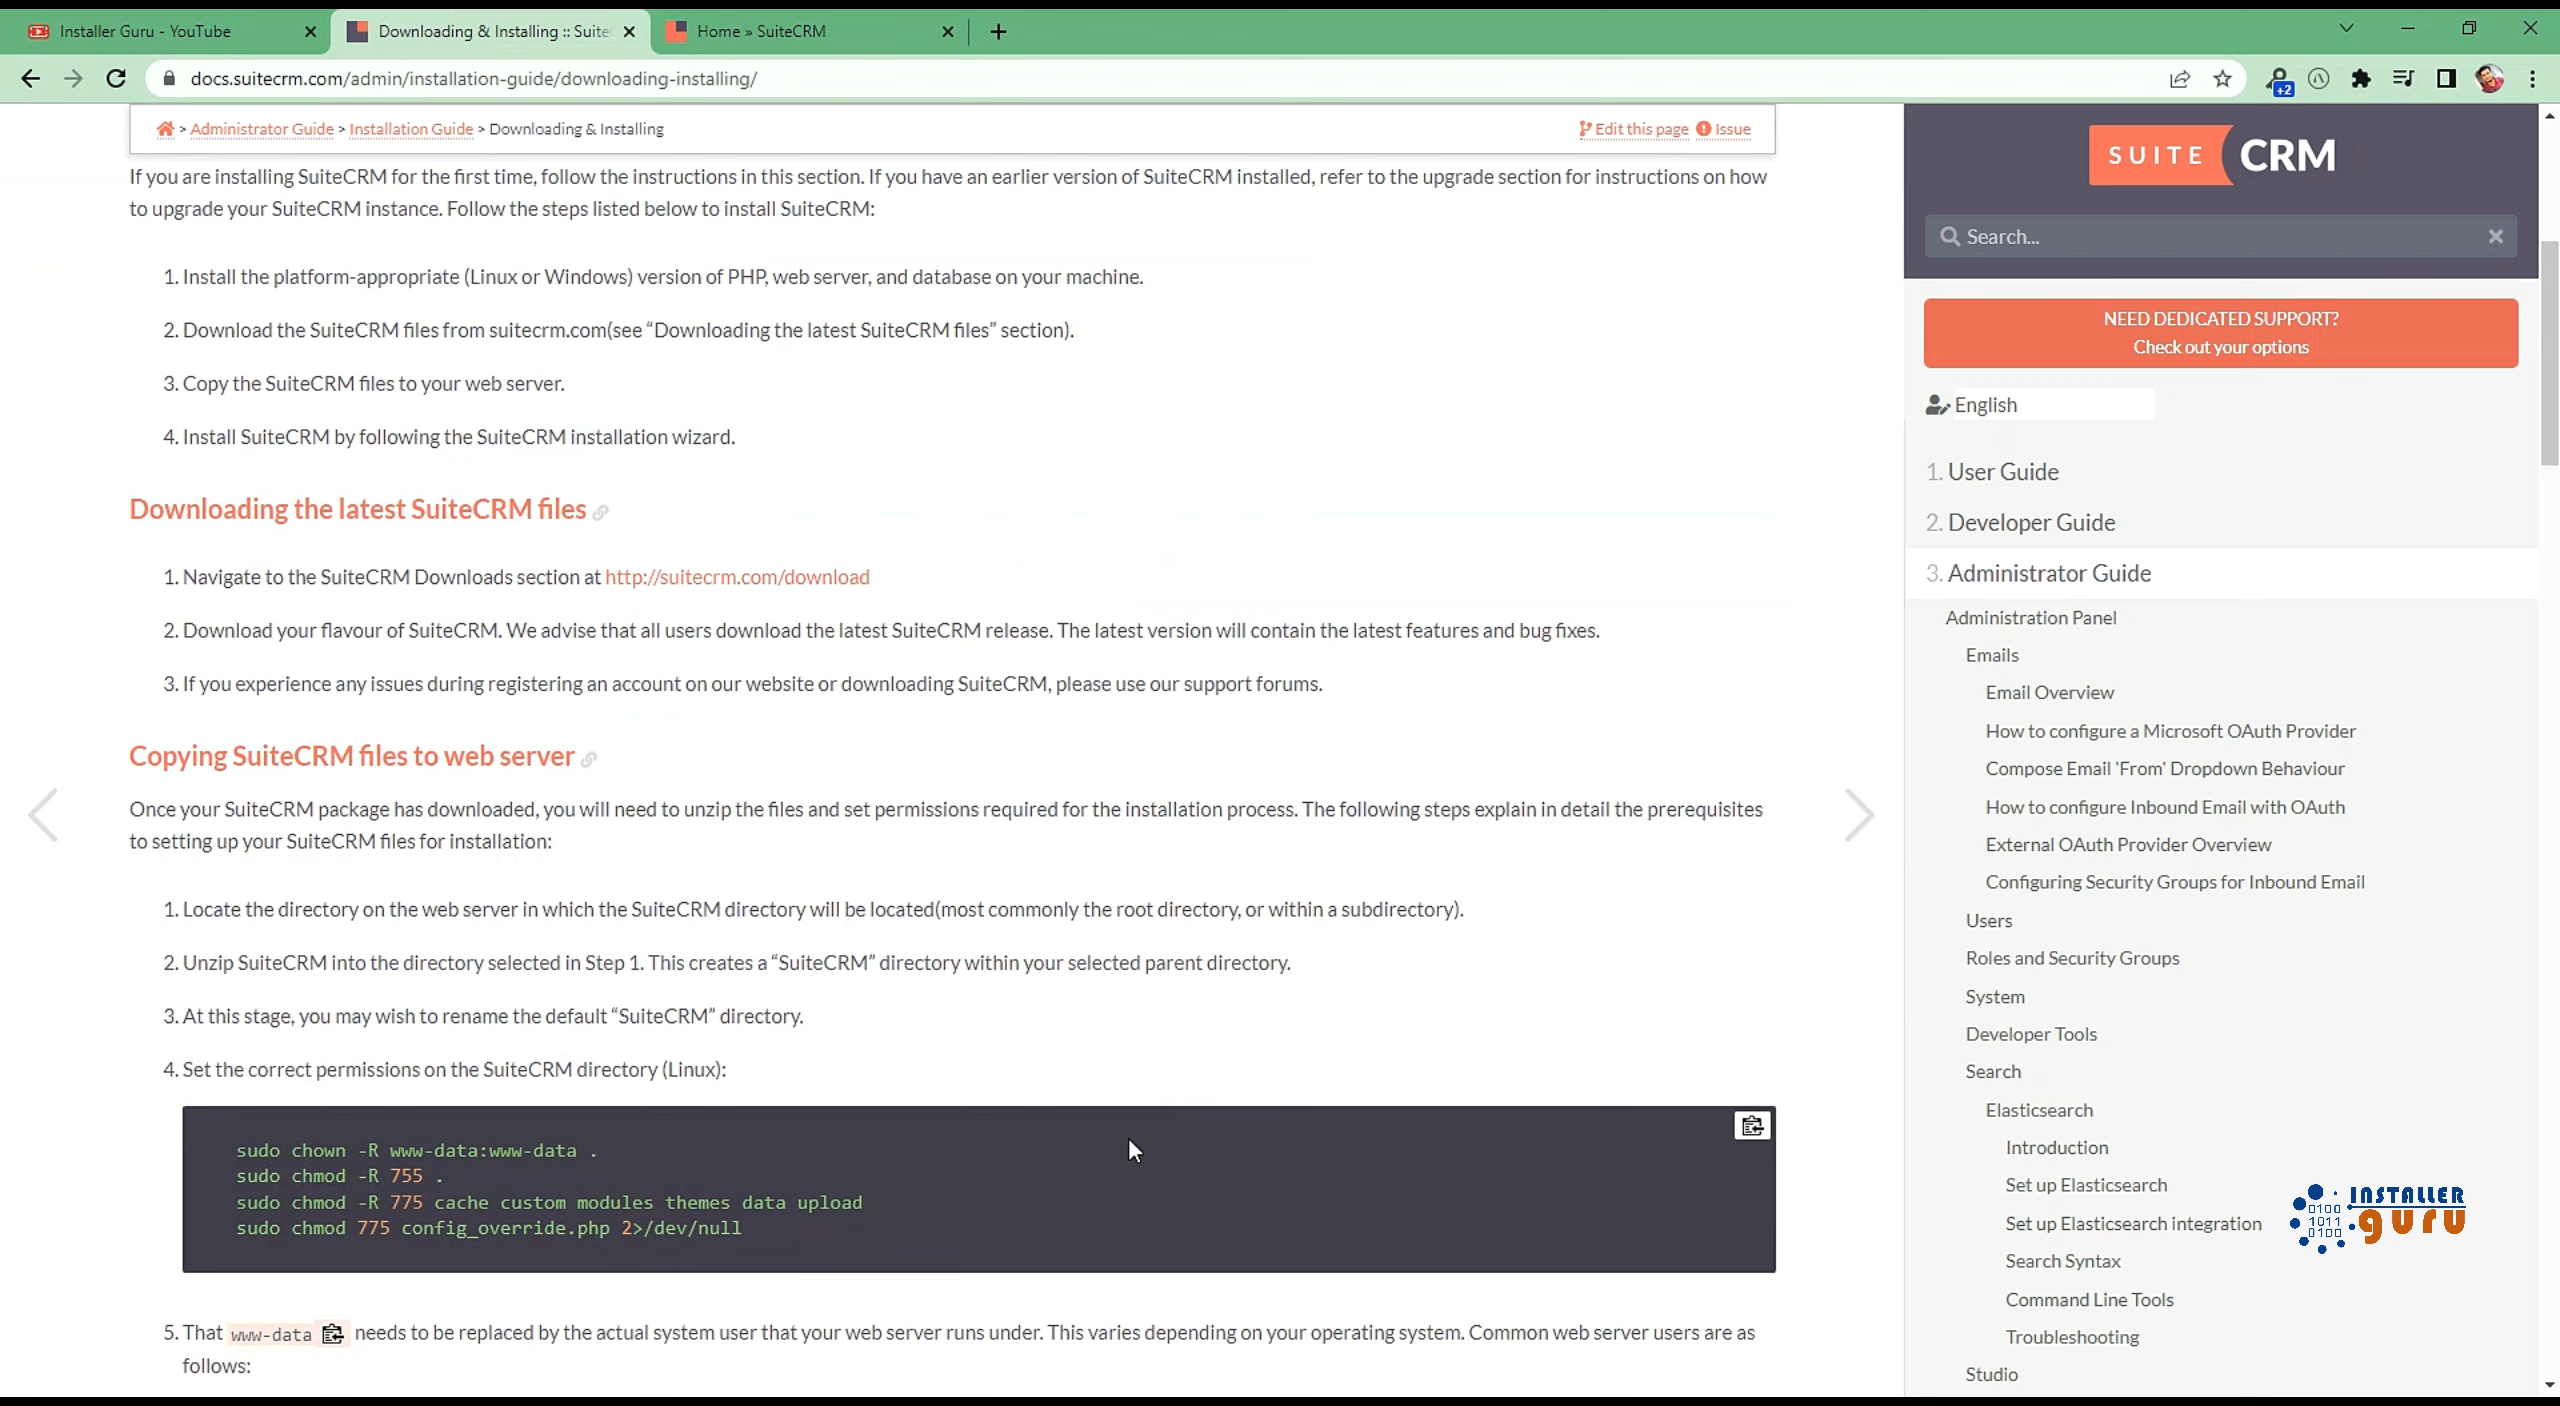 Installer Guru - YouTube
Downloading & Installing :: Suite
Home » SuiteCRM
docs.suitecrm.com/admin/installation-guide/downloading-installing/
+2
> Administrator Guide > Installation Guide > Downloading & Installing
Edit this page
Issue
If you are installing SuiteCRM for the first time, follow the instructions in this section. If you have an earlier version of SuiteCRM installed, refer to the upgrade section for instructions on how
to upgrade your SuiteCRM instance. Follow the steps listed below to install SuiteCRM:
1. Install the platform-appropriate (Linux or Windows) version of PHP, web server, and database on your machine.
2. Download the SuiteCRM files from suitecrm.com(see “Downloading the latest SuiteCRM files” section).
3. Copy the SuiteCRM files to your web server.
4. Install SuiteCRM by following the SuiteCRM installation wizard.
Downloading the latest SuiteCRM files
1. Navigate to the SuiteCRM Downloads section at http://suitecrm.com/download
2. Download your flavour of SuiteCRM. We advise that all users download the latest SuiteCRM release. The latest version will contain the latest features and bug fixes.
3. If you experience any issues during registering an account on our website or downloading SuiteCRM, please use our support forums.
Copying SuiteCRM files to web server
Once your SuiteCRM package has downloaded, you will need to unzip the files and set permissions required for the installation process. The following steps explain in detail the prerequisites
to setting up your SuiteCRM files for installation:
1. Locate the directory on the web server in which the SuiteCRM directory will be located(most commonly the root directory, or within a subdirectory).
2. Unzip SuiteCRM into the directory selected in Step 1. This creates a “SuiteCRM” directory within your selected parent directory.
3. At this stage, you may wish to rename the default “SuiteCRM” directory.
4. Set the correct permissions on the SuiteCRM directory (Linux):
sudo chown -R www-data:www-data .
sudo chmod -R 755 .
sudo chmod -R 775 cache custom modules themes data upload
sudo chmod 775 config_override.php 2>/dev/null
5. That www-data needs to be replaced by the actual system user that your web server runs under. This varies depending on your operating system. Common web server users are as
follows:
SUITE CRM
Search...
NEED DEDICATED SUPPORT?
Check out your options
English
1. User Guide
2. Developer Guide
3. Administrator Guide
Administration Panel
Emails
Email Overview
How to configure a Microsoft OAuth Provider
Compose Email 'From' Dropdown Behaviour
How to configure Inbound Email with OAuth
External OAuth Provider Overview
Configuring Security Groups for Inbound Email
Users
Roles and Security Groups
System
Developer Tools
Search
Elasticsearch
Introduction
Set up Elasticsearch
Set up Elasticsearch integration
Search Syntax
Command Line Tools
Troubleshooting
Studio
INSTALLER
guru
0100
1011
0100